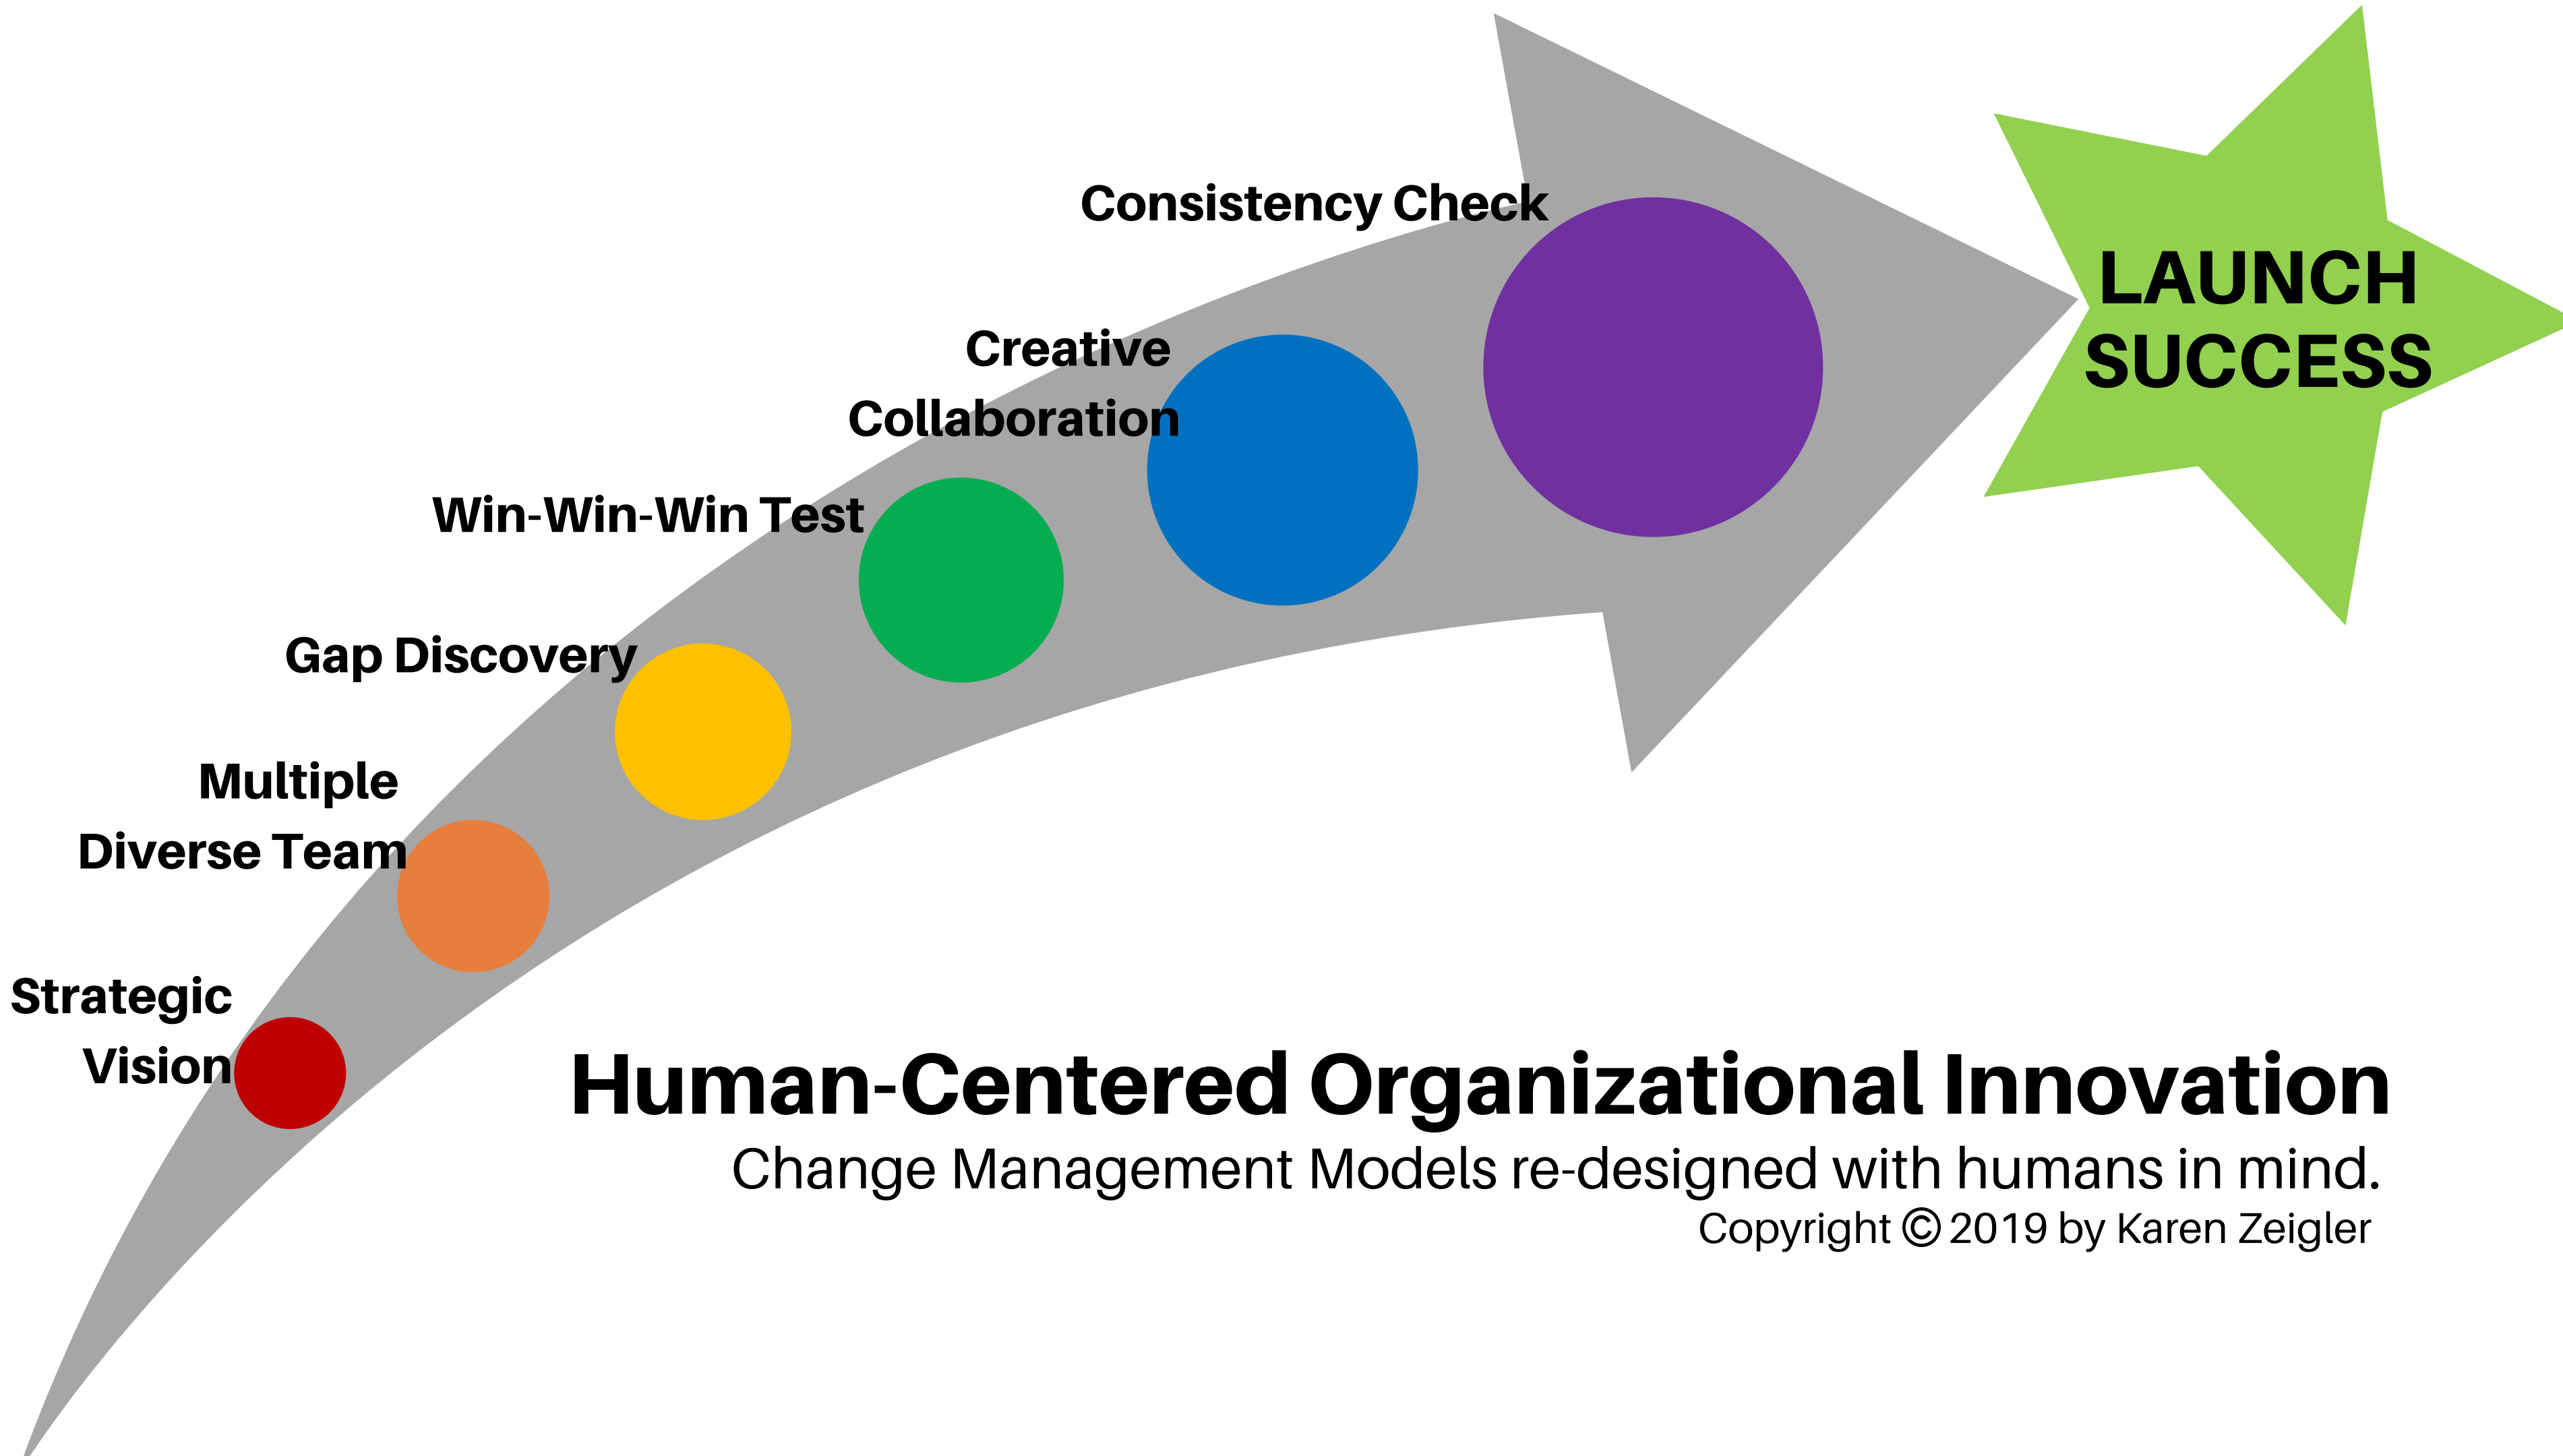 Consistency Check
LAUNCH
SUCCESS
Creative
Collaboration
Win-Win-Win Test
Gap Discovery
Multiple
Diverse Team
Strategic
Vision
Human-Centered Organizational Innovation
Change Management Models re-designed with humans in mind.
Copyright © 2019 by Karen Zeigler